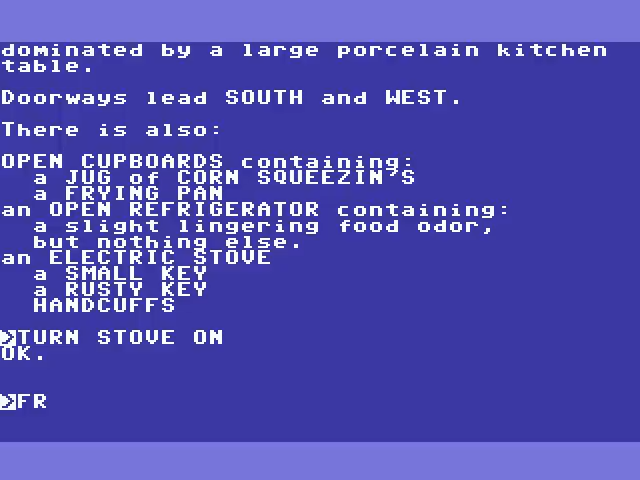 dominated by a large porcelain kitchen
table.
Doorways lead SOUTH and WEST.
There is also:
OPEN CUPBOARDS containing:
a JUG of CORN SQUEEZIN'S
a FRYING PAN
an OPEN REFRIGERATOR containing:
a slight lingering food odor,
but nothing else.
an ELECTRIC STOVE
a SMALL KEY
a RUSTY KEY
HANDCUFFS
>TURN STOVE ON
OK.
>FR